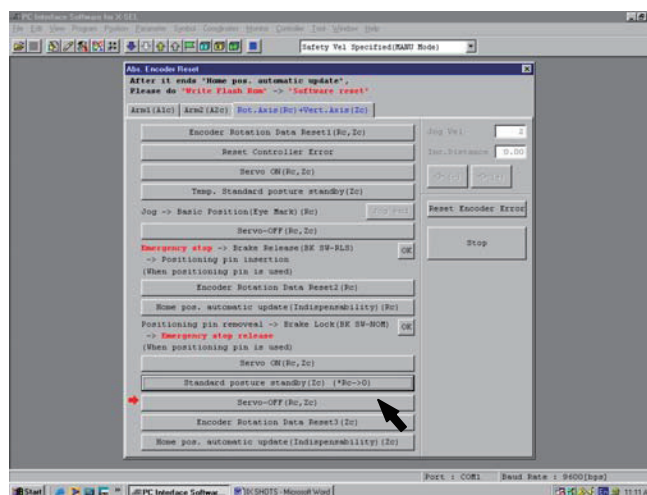 PC Interface Software for X-SEL
File Edit View Program Position Parameter Symbol Coordinates Monitor Controller Tool Window Help
Safety Vel Specified(MANU Mode)
Abs. Encoder Reset
After it ends "Home pos. automatic update",
Please do "Write Flash Rom" -> "Software reset"
Arm1(A1c) Arm2(A2c) Rot.Axis(Rc)+Vert.Axis(Zc)
Encoder Rotation Data Reset1(Rc,Zc)
Jog Vel. 2
Reset Controller Error
Inc.Distance 0.00
Servo ON(Rc,Zc)
Temp. Standard posture standby(Zc)
Jog -> Basic Position(Eye Mark)(Rc) Jog end
Reset Encoder Error
Servo-OFF(Rc,Zc)
Stop
Emergency stop -> Brake Release(BK SW-RLS)
-> Positioning pin insertion
(When positioning pin is used)
OK
Encoder Rotation Data Reset2(Rc)
Home pos. automatic update(Indispensability)(Rc)
Positioning pin removeal -> Brake Lock(BK SW-NOM)
-> Emergency stop release
(When positioning pin is used)
OK
Servo ON(Rc,Zc)
Standard posture standby(Zc) (*Rc->0)
Servo-OFF(Rc,Zc)
Encoder Rotation Data Reset3(Zc)
Home pos. automatic update(Indispensability)(Zc)
Port : COM1 Baud Rate : 9600[bps]
Start PC Interface Softwar... IX SHOTS - Microsoft Word 11:11 A